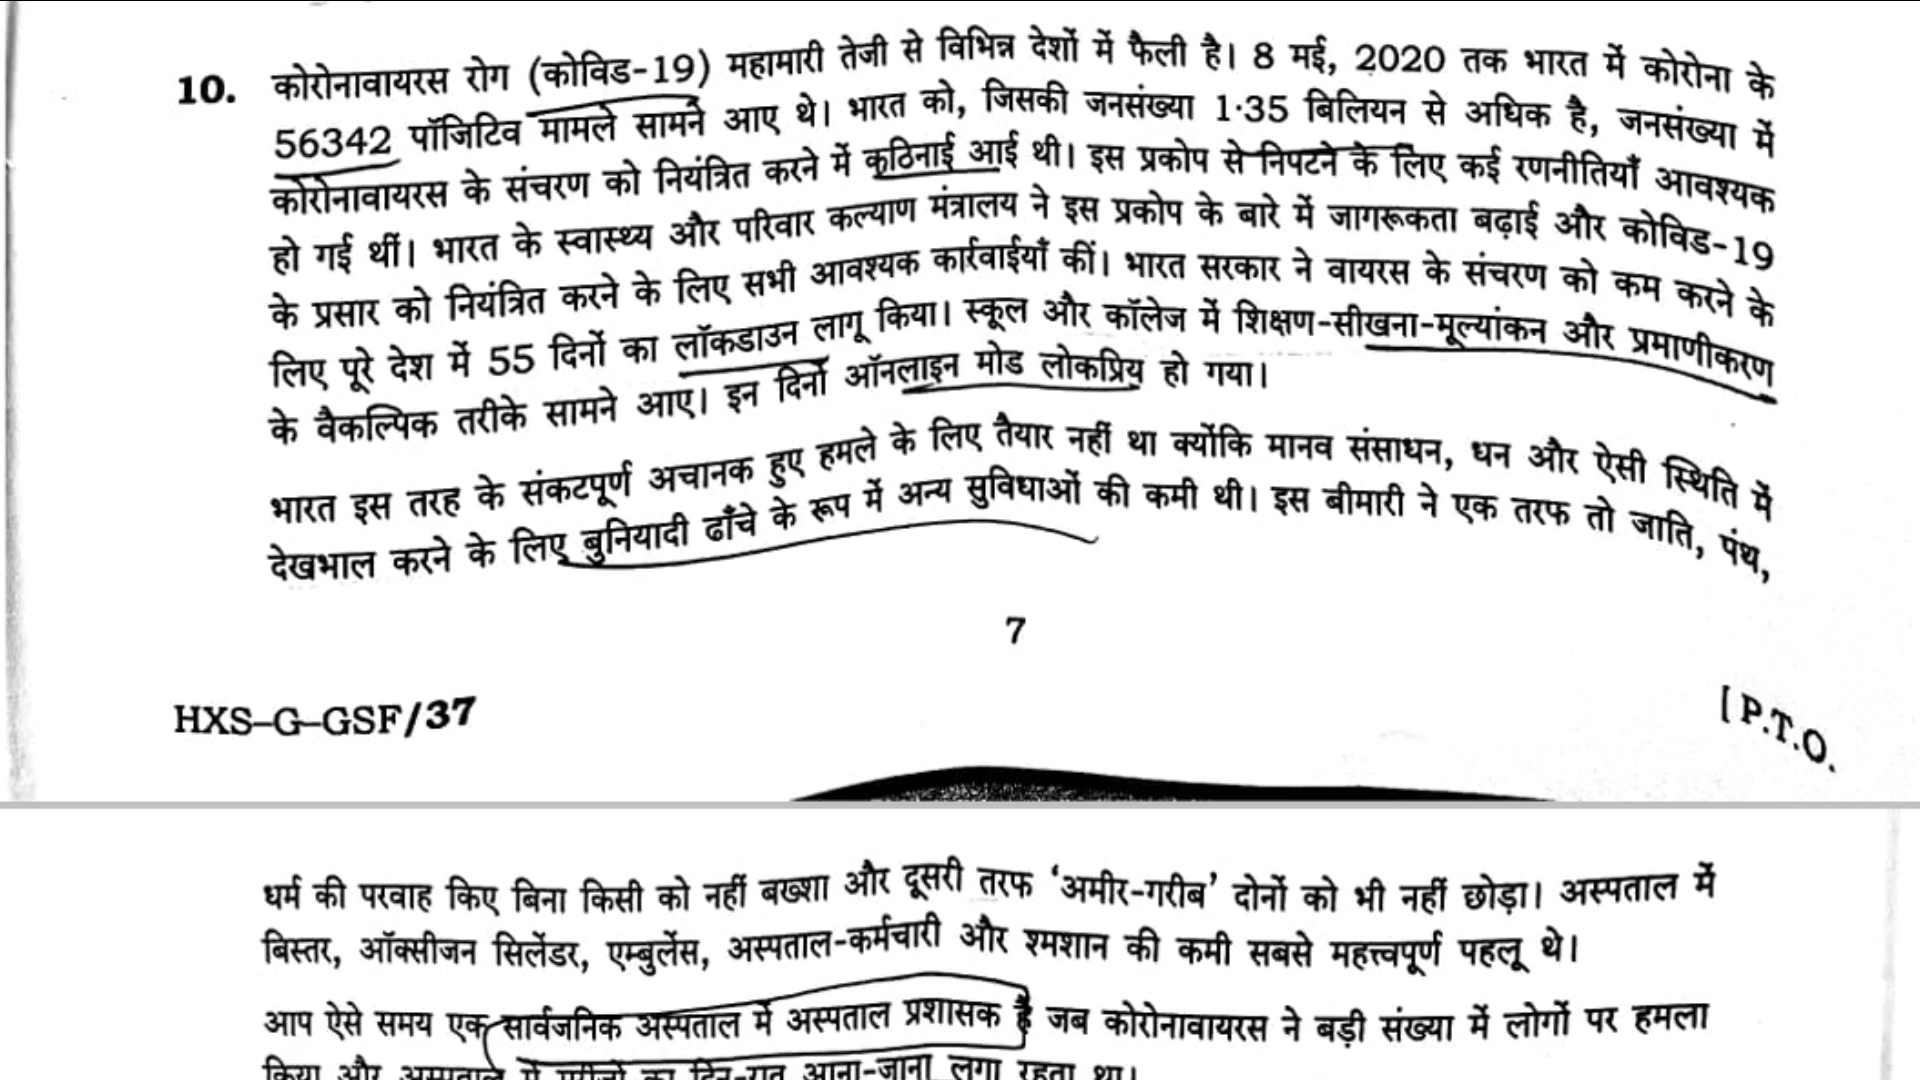 10. कोरोनावायरस रोग (कोविड-19) महामारी तेजी से विभिन्न देशों में फैली है। 8 मई, 2020 तक भारत में कोरोना के
56342 पॉजिटिव मामले सामने आए थे। भारत को, जिसकी जनसंख्या 1·35 बिलियन से अधिक है, जनसंख्या में
कोरोनावायरस के संचरण को नियंत्रित करने में कठिनाई आई थी। इस प्रकोप से निपटने के लिए कई रणनीतियाँ आवश्यक
हो गई थीं। भारत के स्वास्थ्य और परिवार कल्याण मंत्रालय ने इस प्रकोप के बारे में जागरूकता बढ़ाई और कोविड-19
के प्रसार को नियंत्रित करने के लिए सभी आवश्यक कार्रवाईयाँ कीं। भारत सरकार ने वायरस के संचरण को कम करने के
लिए पूरे देश में 55 दिनों का लॉकडाउन लागू किया। स्कूल और कॉलेज में शिक्षण-सीखना-मूल्यांकन और प्रमाणीकरण
के वैकल्पिक तरीके सामने आए। इन दिनों ऑनलाइन मोड लोकप्रिय हो गया।
भारत इस तरह के संकटपूर्ण अचानक हुए हमले के लिए तैयार नहीं था क्योंकि मानव संसाधन, धन और ऐसी स्थिति में
देखभाल करने के लिए बुनियादी ढाँचे के रूप में अन्य सुविधाओं की कमी थी। इस बीमारी ने एक तरफ तो जाति, पंथ,
7
HXS–G–GSF/37
[ P.T.O.
धर्म की परवाह किए बिना किसी को नहीं बख्शा और दूसरी तरफ ‘अमीर-गरीब’ दोनों को भी नहीं छोड़ा। अस्पताल में
बिस्तर, ऑक्सीजन सिलेंडर, एम्बुलेंस, अस्पताल-कर्मचारी और श्मशान की कमी सबसे महत्त्वपूर्ण पहलू थे।
आप ऐसे समय एक सार्वजनिक अस्पताल में अस्पताल प्रशासक हैं जब कोरोनावायरस ने बड़ी संख्या में लोगों पर हमला
किया और अस्पताल में मरीजों का दिन-रात आना-जाना लगा रहता था।